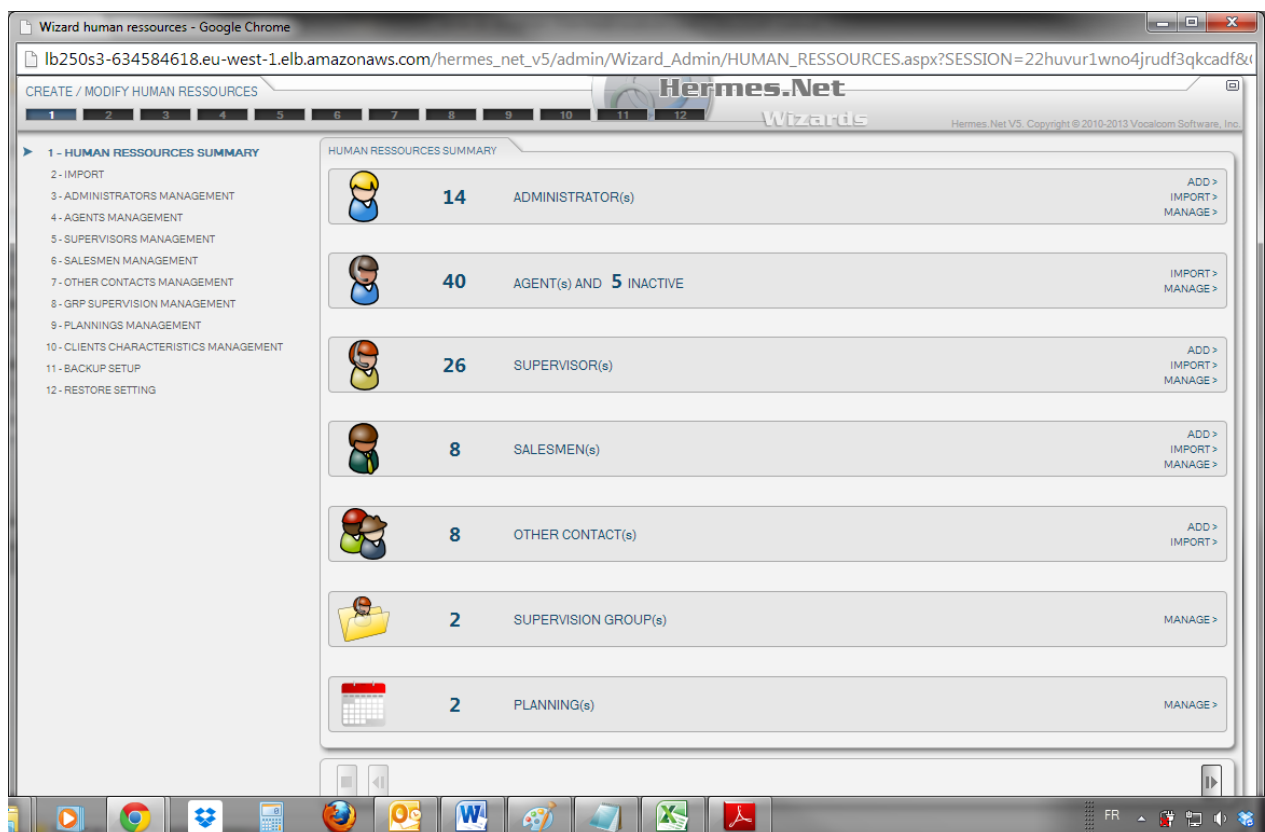 Wizard human ressources - Google Chrome
lb250s3-634584618.eu-west-1.elb.amazonaws.com/hermes_net_v5/admin/Wizard_Admin/HUMAN_RESSOURCES.aspx?SESSION=22huvur1wno4jrudf3qkcadf&
CREATE / MODIFY HUMAN RESSOURCES
Hermes.Net
1 2 3 4 5 6 7 8 9 10 11 12
Wizards
Hermes.Net V5. Copyright © 2010-2013 Vocalcom Software, Inc.
1 - HUMAN RESSOURCES SUMMARY
2 - IMPORT
3 - ADMINISTRATORS MANAGEMENT
4 - AGENTS MANAGEMENT
5 - SUPERVISORS MANAGEMENT
6 - SALESMEN MANAGEMENT
7 - OTHER CONTACTS MANAGEMENT
8 - GRP SUPERVISION MANAGEMENT
9 - PLANNINGS MANAGEMENT
10 - CLIENTS CHARACTERISTICS MANAGEMENT
11 - BACKUP SETUP
12 - RESTORE SETTING
HUMAN RESSOURCES SUMMARY
14 ADMINISTRATOR(s)
ADD >
IMPORT >
MANAGE >
40 AGENT(s) AND 5 INACTIVE
IMPORT >
MANAGE >
26 SUPERVISOR(s)
ADD >
IMPORT >
MANAGE >
8 SALESMEN(s)
ADD >
IMPORT >
MANAGE >
8 OTHER CONTACT(s)
ADD >
IMPORT >
2 SUPERVISION GROUP(s)
MANAGE >
2 PLANNING(s)
MANAGE >
FR